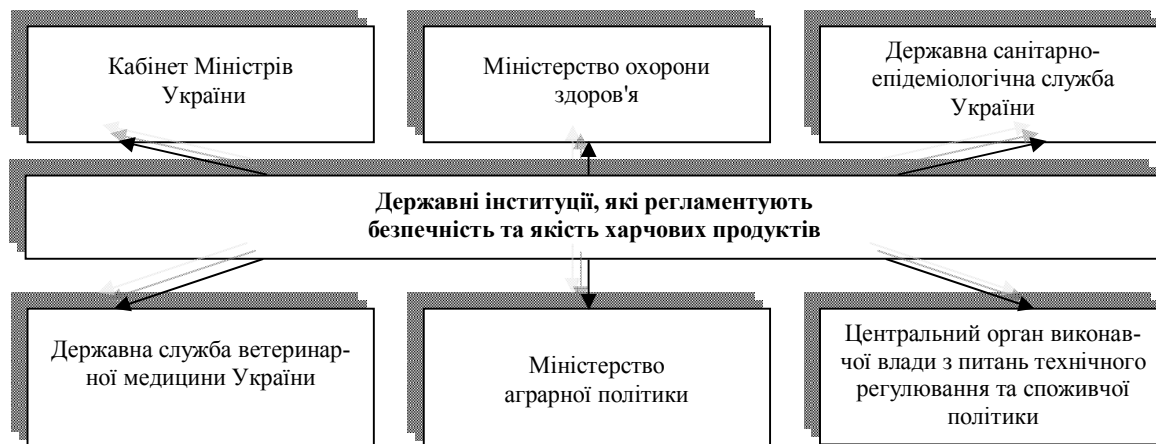 Кабінет Міністрів
України
Міністерство охорони
здоров'я
Державна санітарно-
епідеміологічна служба
України
Державні інституції, які регламентують
безпечність та якість харчових продуктів
Державна служба ветеринар-
ної медицини України
Міністерство
аграрної політики
Центральний орган виконав-
чої влади з питань технічного
регулювання та споживчої
політики